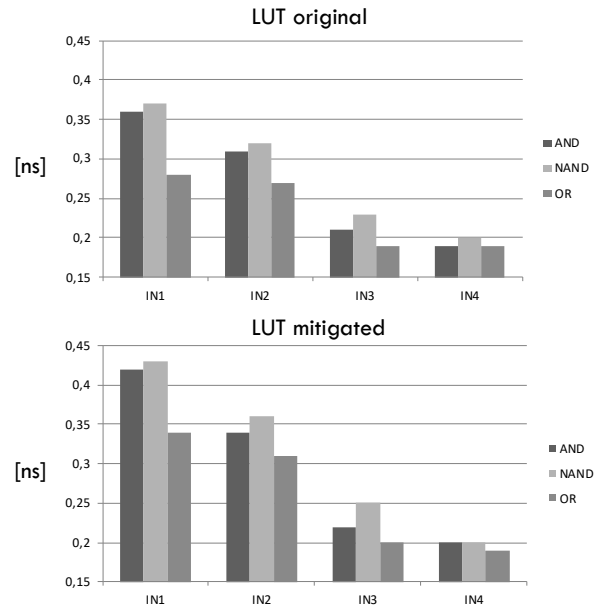 LUT original
0,45
0,4
0,35
0,3
0,25
0,2
0,15
[ns]
AND
NAND
OR
IN1 IN2 IN3 IN4
LUT mitigated
0,45
0,4
0,35
0,3
0,25
0,2
0,15
[ns]
AND
NAND
OR
IN1 IN2 IN3 IN4